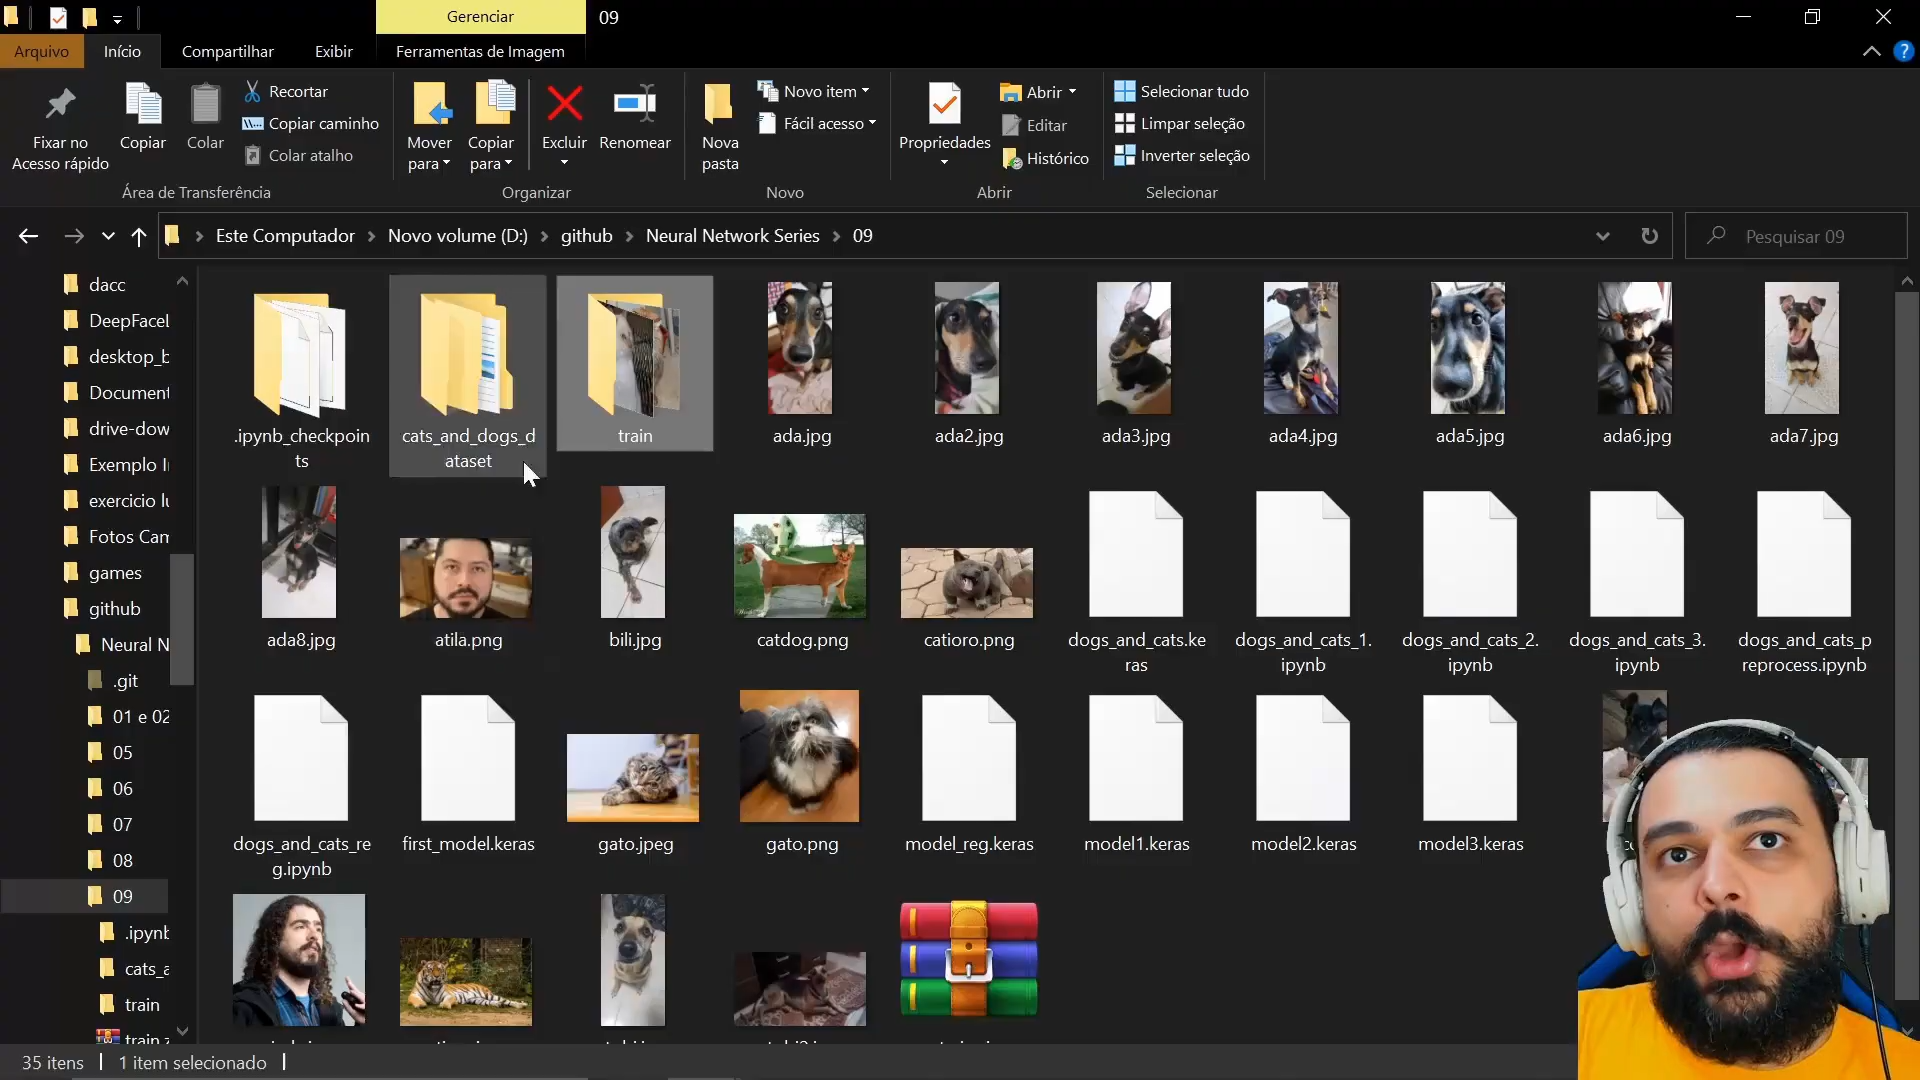 Gerenciar
09
Arquivo
Início
Compartilhar
Exibir
Ferramentas de Imagem
Fixar no
Acesso rápido
Copiar
Colar
Recortar
Copiar caminho
Colar atalho
Área de Transferência
Mover
para
Copiar
para
Excluir
Renomear
Organizar
Nova
pasta
Novo item
Fácil acesso
Novo
Propriedades
Abrir
Editar
Histórico
Abrir
Selecionar tudo
Limpar seleção
Inverter seleção
Selecionar
Este Computador
Novo volume (D:)
github
Neural Network Series
09
Pesquisar 09
dacc
DeepFaceL
desktop_b
Document
drive-dow
Exemplo I
exercicio lu
Fotos Cam
games
github
Neural N
.git
01 e 02
05
06
07
08
09
.ipynb
cats_a
train
train.z
.ipynb_checkpoin
ts
cats_and_dogs_d
ataset
train
ada.jpg
ada2.jpg
ada3.jpg
ada4.jpg
ada5.jpg
ada6.jpg
ada7.jpg
ada8.jpg
atila.png
bili.jpg
catdog.png
catioro.png
dogs_and_cats.ke
ras
dogs_and_cats_1.
ipynb
dogs_and_cats_2.
ipynb
dogs_and_cats_3.
ipynb
dogs_and_cats_p
reprocess.ipynb
dogs_and_cats_re
g.ipynb
first_model.keras
gato.jpeg
gato.png
model_reg.keras
model1.keras
model2.keras
model3.keras
35 itens
1 item selecionado